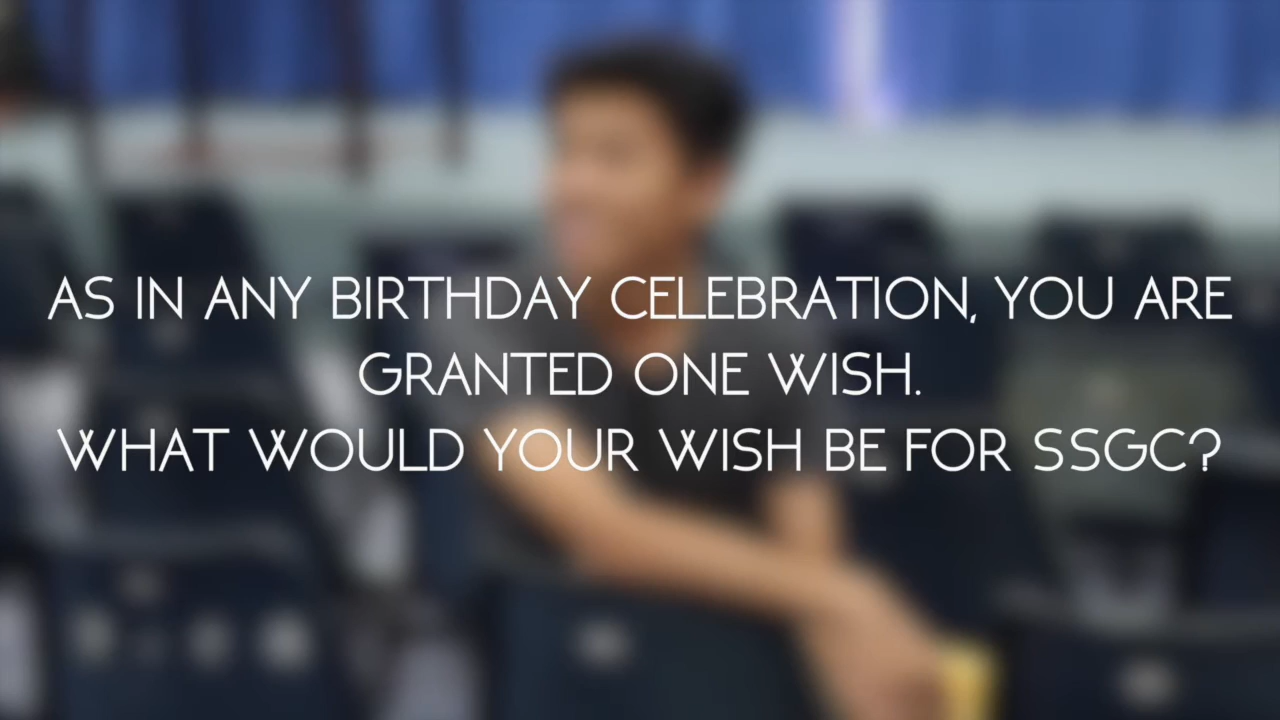 AS IN ANY BIRTHDAY CELEBRATION, YOU ARE
GRANTED ONE WISH.
WHAT WOULD YOUR WISH BE FOR SSGC?